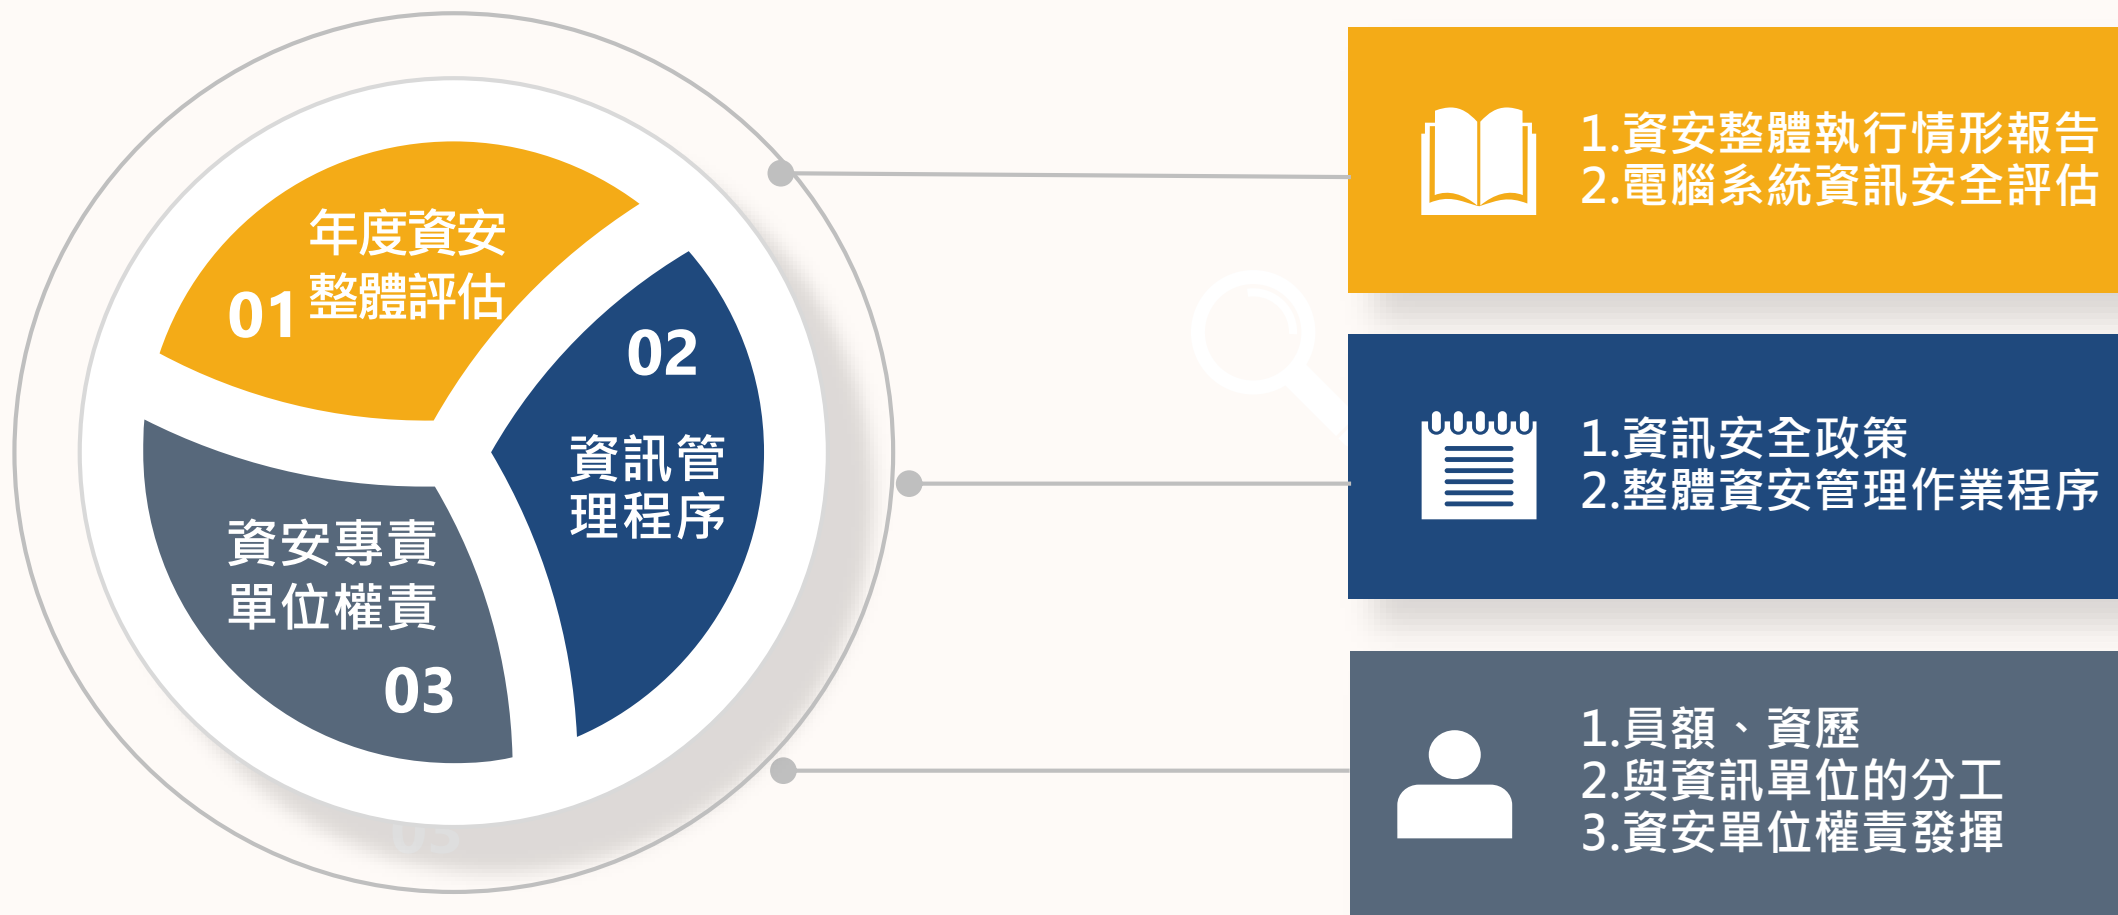 年度資安
整體評估
01
02
資訊管
理程序
資安專責
單位權責
03
03
1.資安整體執行情形報告
2.電腦系統資訊安全評估
1.資訊安全政策
2.整體資安管理作業程序
1.員額、資歷
2.與資訊單位的分工
3.資安單位權責發揮